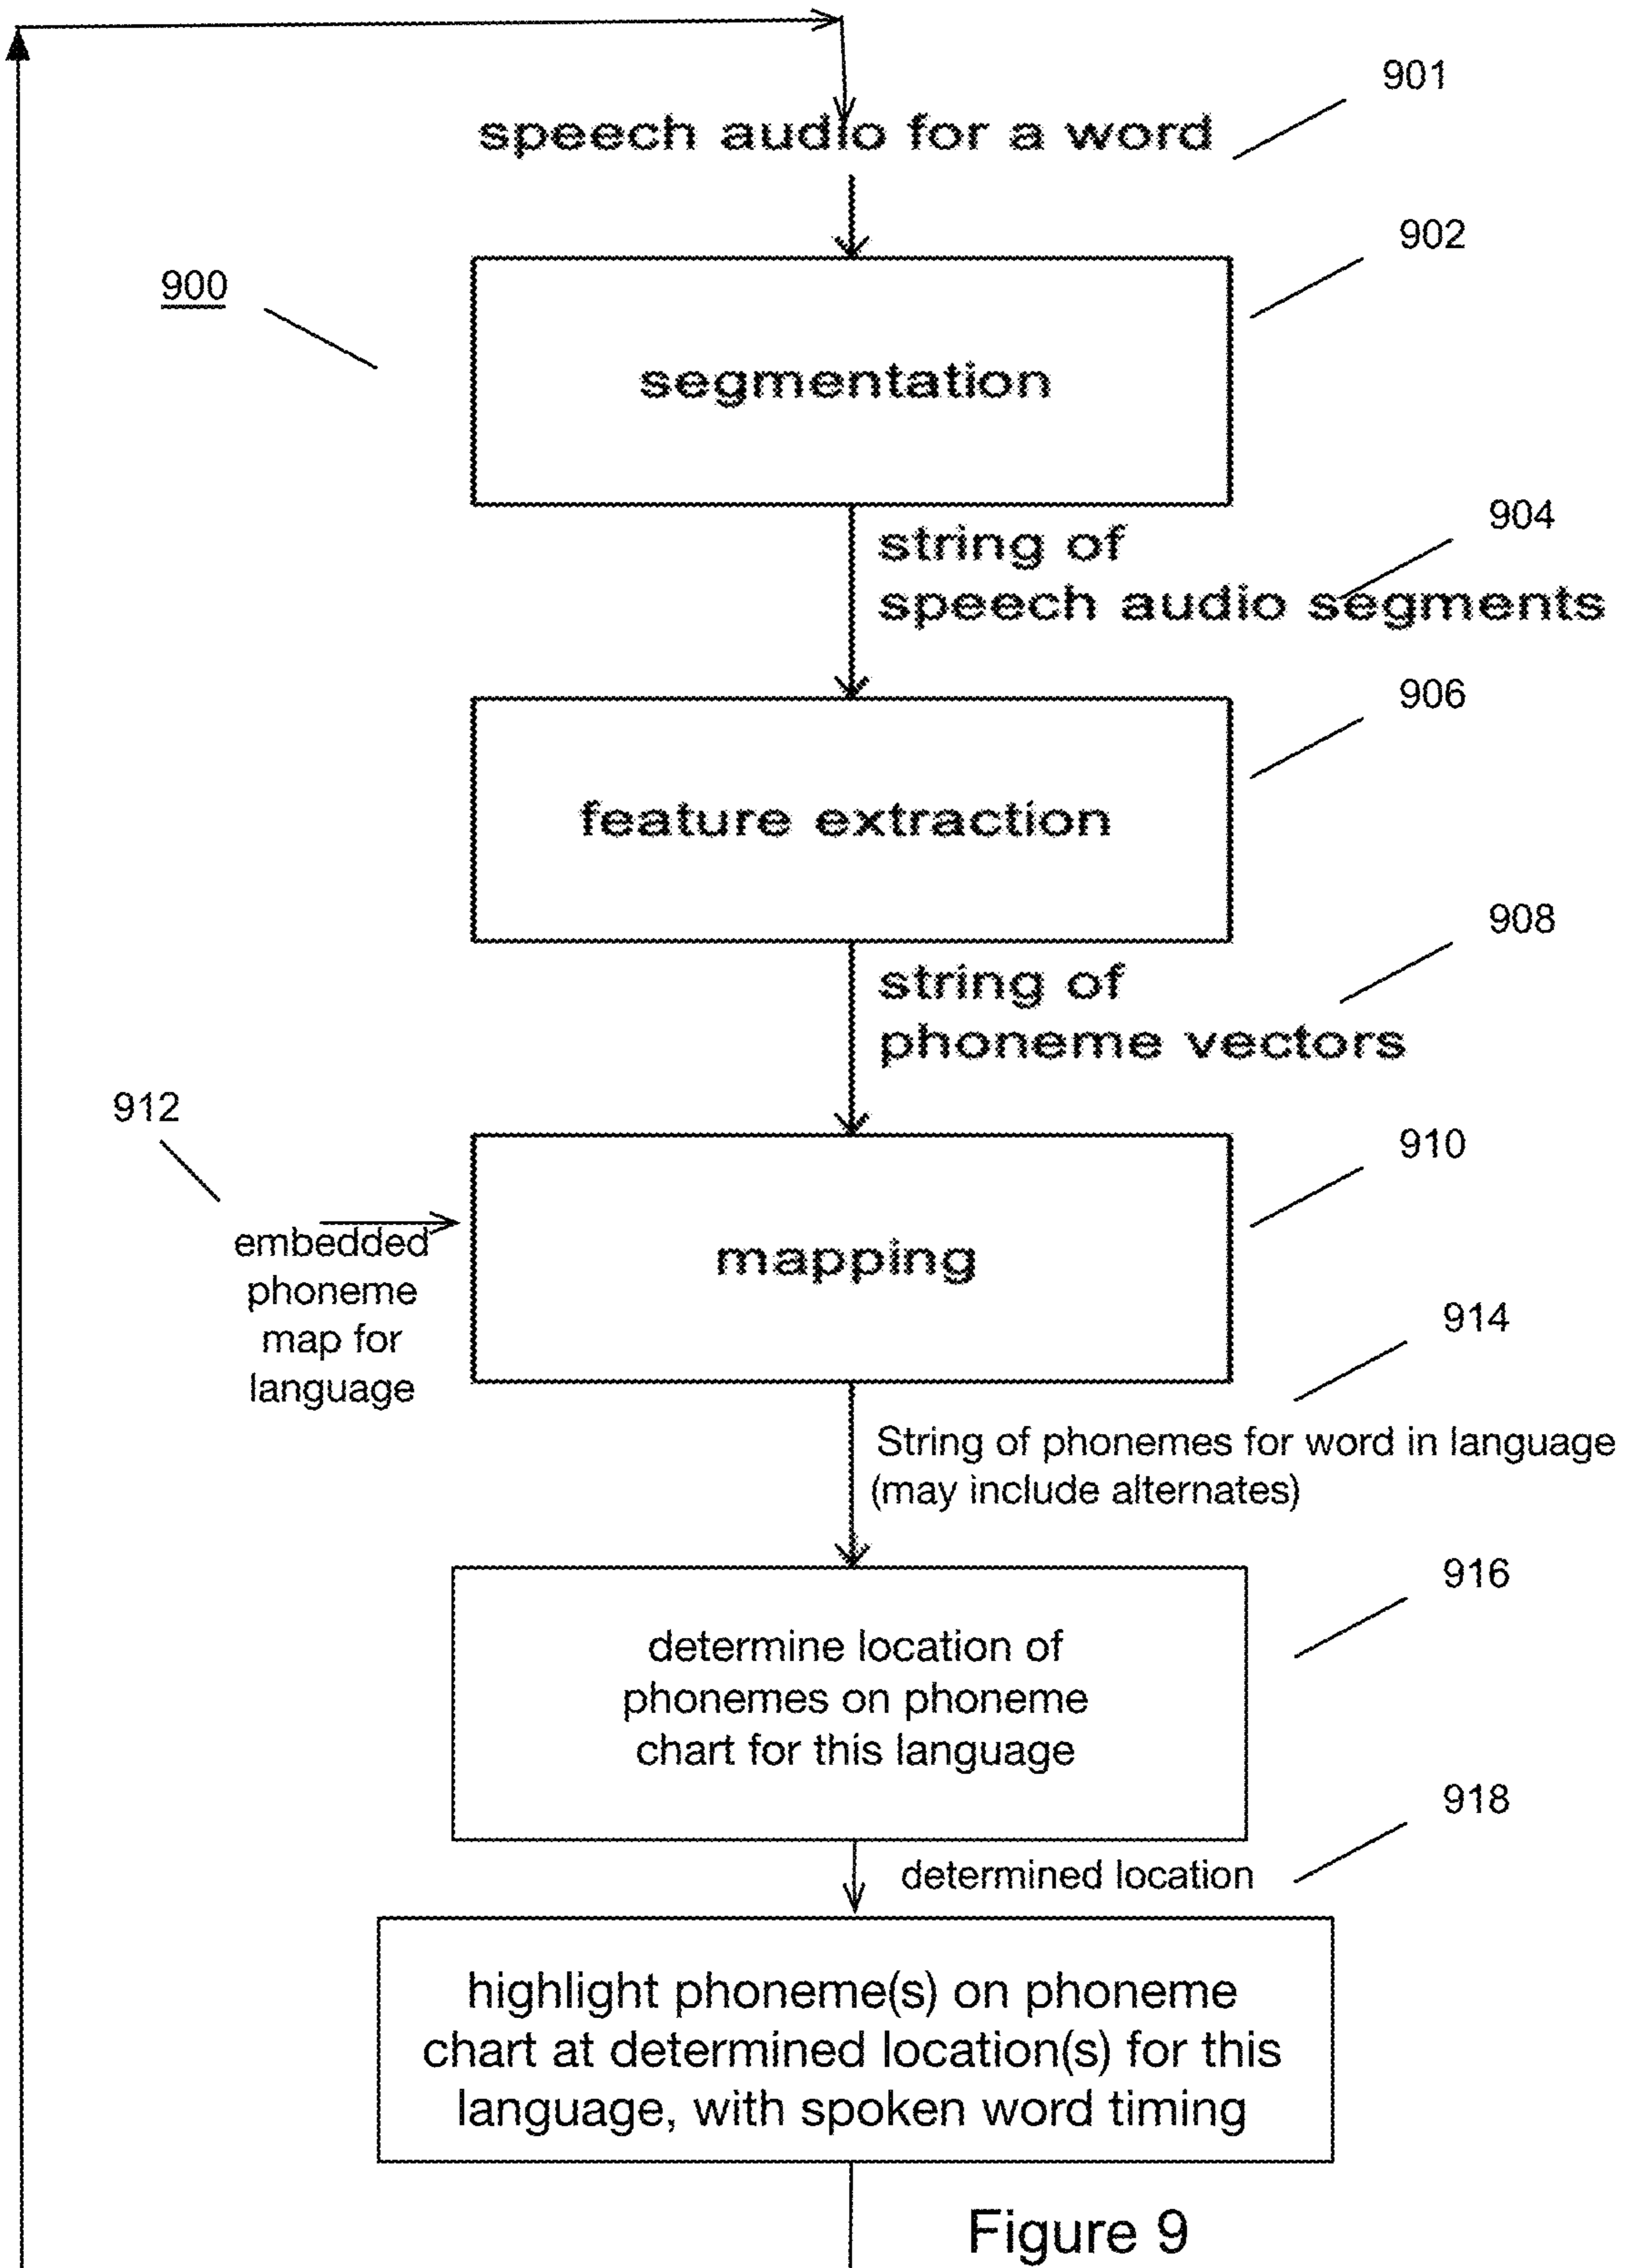 901
speech audio for a word
902
900
segmentation
904
string of
speech audio segments
906
feature extraction
908
string of
phoneme vectors
912
910
embedded
phoneme
map for
language
mapping
914
String of phonemes for word in language
(may include alternates)
916
determine location of
phonemes on phoneme
chart for this language
918
determined location
highlight phoneme(s) on phoneme
chart at determined location(s) for this
language, with spoken word timing
Figure 9